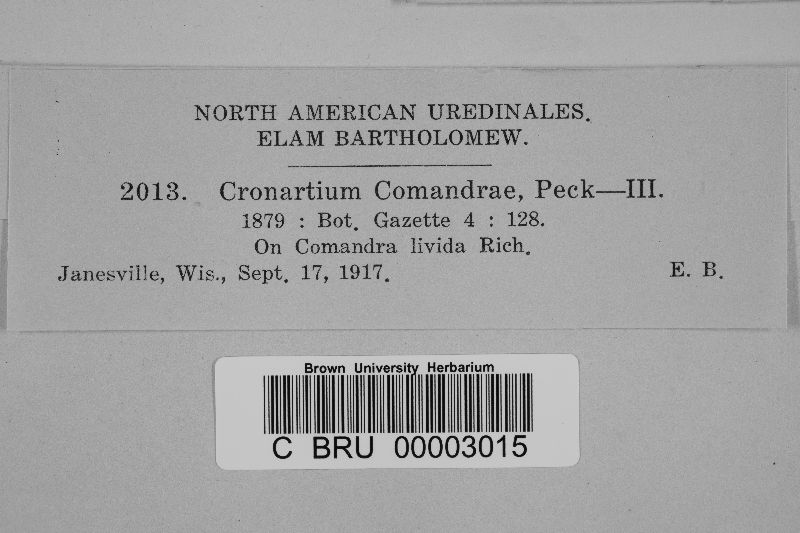 NORTH AMERICAN UREDINALES.
ELAM BARTHOLOMEW.
2013. Cronartium Comandrae, Peck—III.
1879 : Bot. Gazette 4 : 128.
On Comandra livida Rich.
Janesville, Wis., Sept. 17, 1917. E. B.
Brown University Herbarium
C BRU 00003015